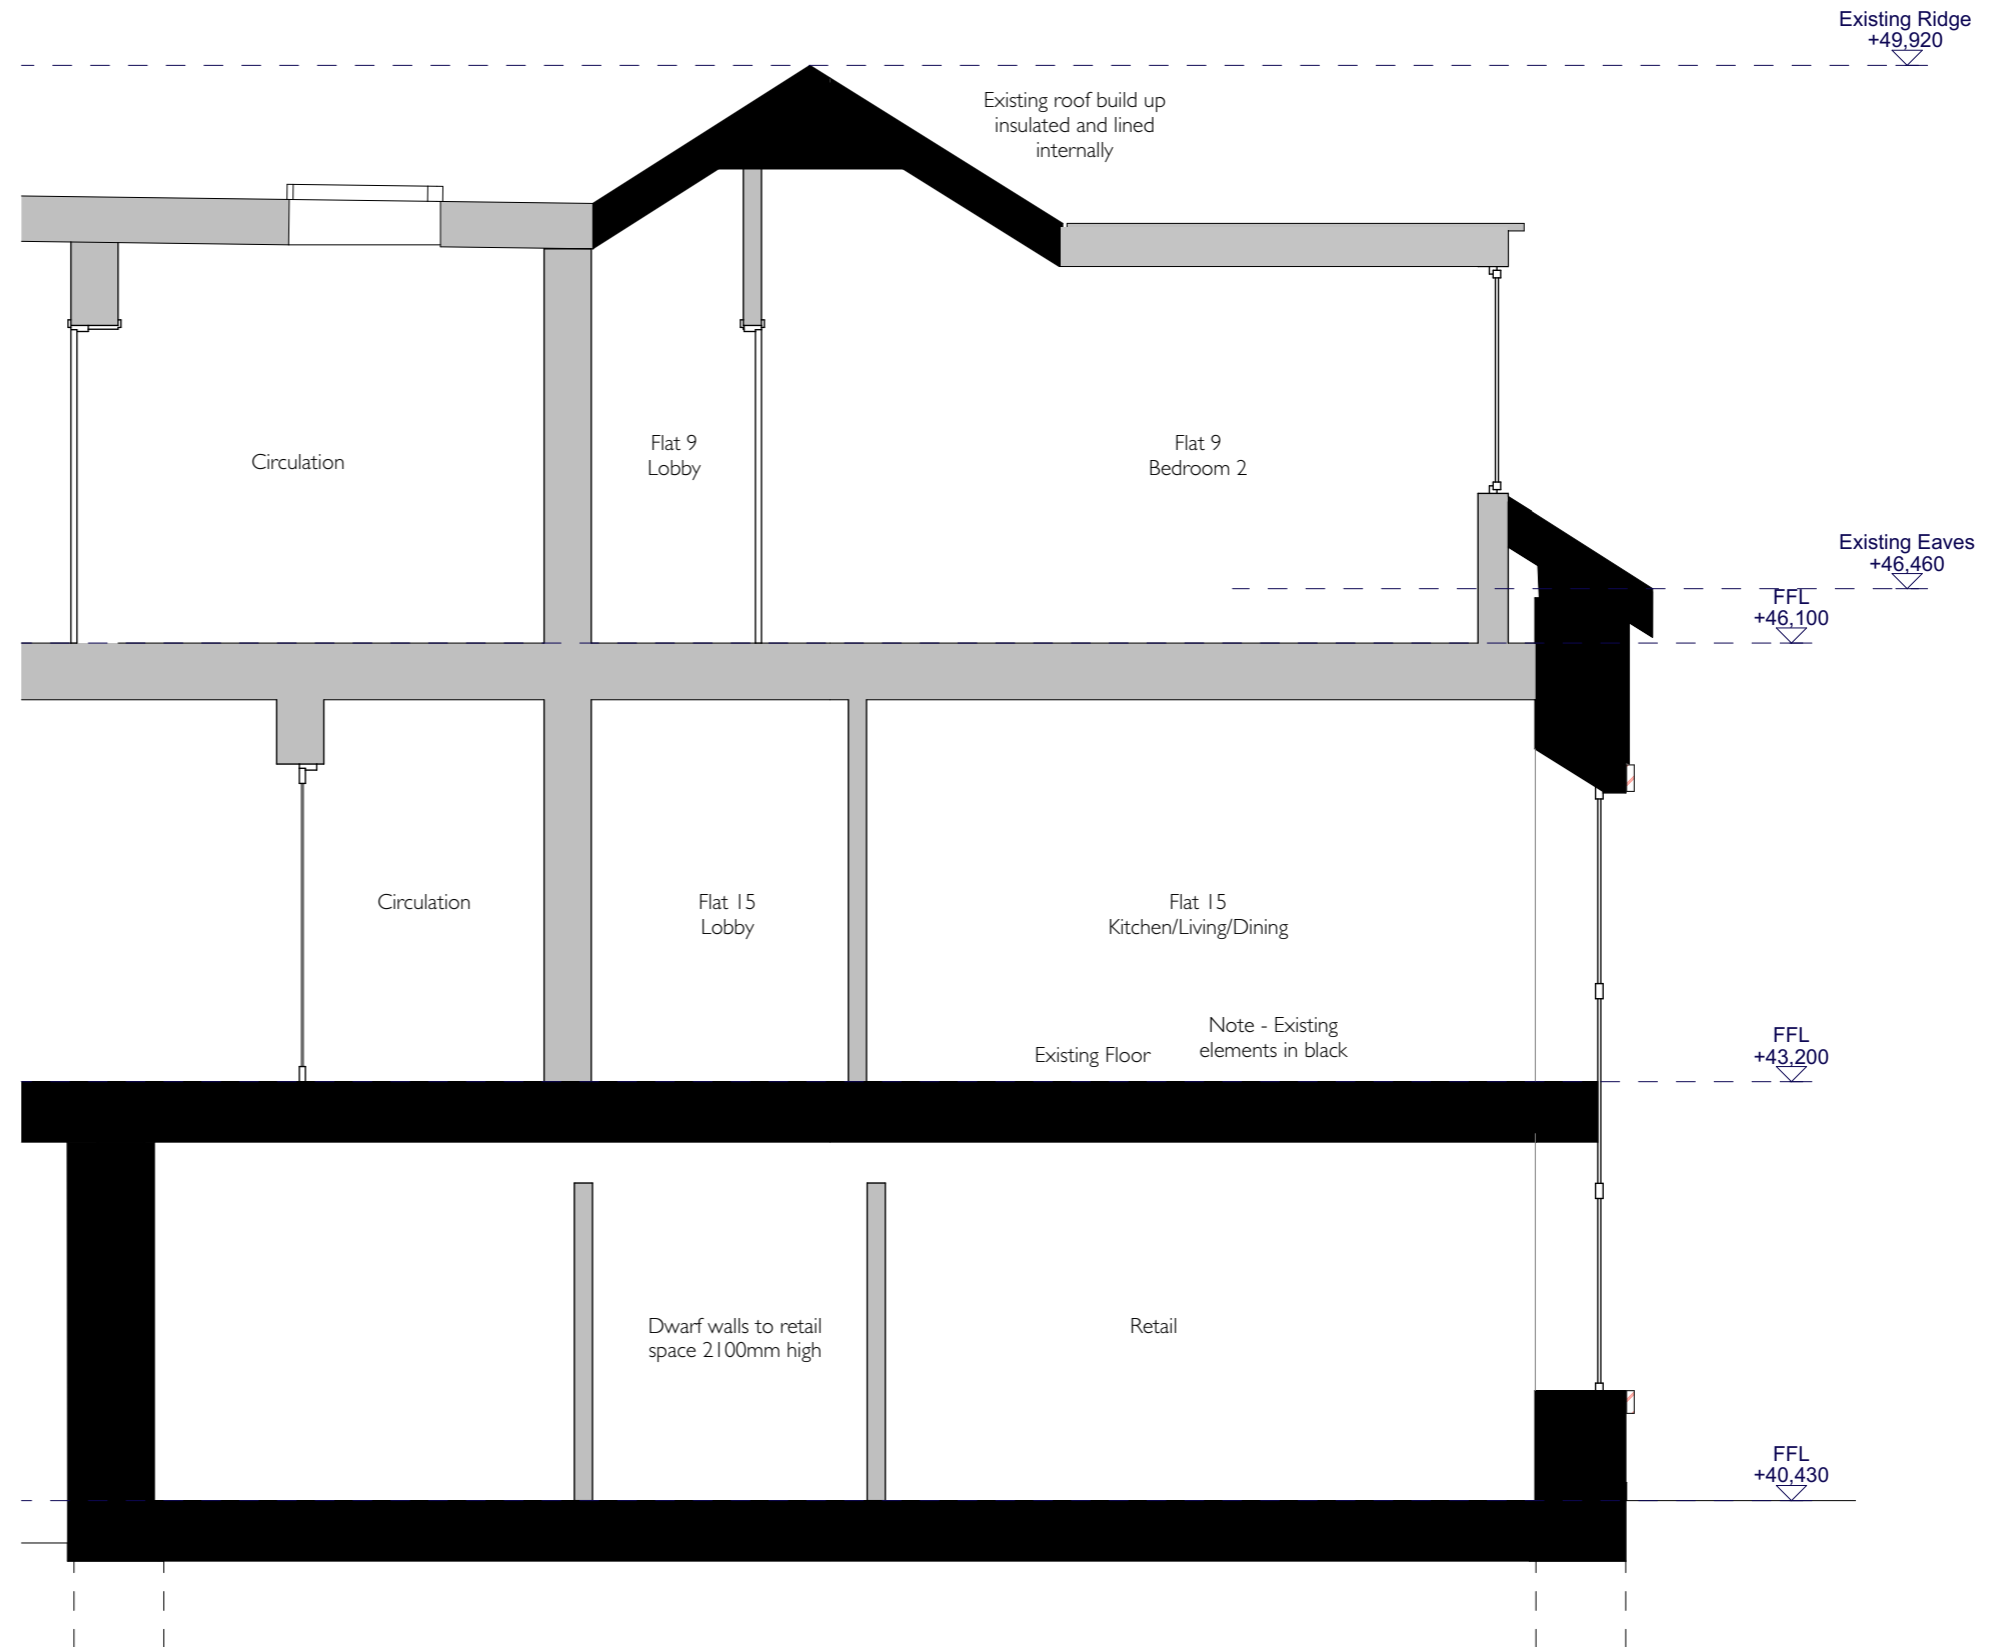 Existing Ridge
+49,920
Existing roof build up
insulated and lined
internally
Circulation
Flat 9
Lobby
Flat 9
Bedroom 2
Existing Eaves
+46,460
FFL
+46,100
Circulation
Flat 15
Lobby
Flat 15
Kitchen/Living/Dining
Existing Floor
Note - Existing
elements in black
FFL
+43,200
Dwarf walls to retail
space 2100mm high
Retail
FFL
+40,430